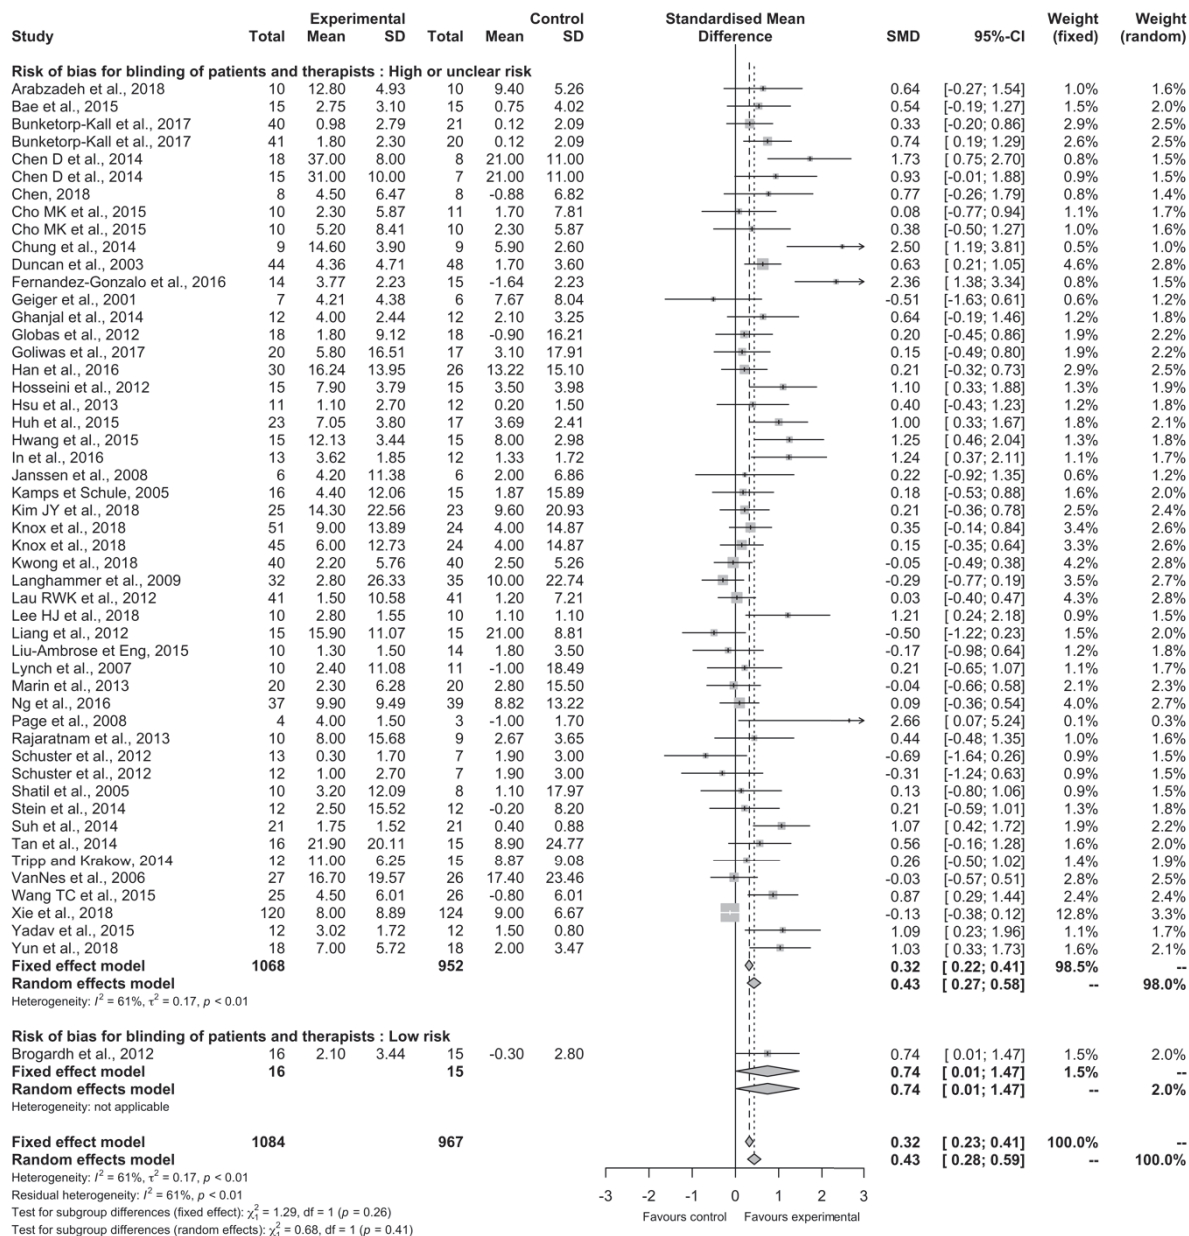 Experimental Control Standardised Mean Weight Weight
Study Total Mean SD Total Mean SD Difference SMD 95%-CI (fixed) (random)
Risk of bias for blinding of patients and therapists : High or unclear risk
Arabzadeh et al., 2018 10 12.80 4.93 10 9.40 5.26 0.64 [-0.27; 1.54] 1.0% 1.6%
Bae et al., 2015 15 2.75 3.10 15 0.75 4.02 0.54 [-0.19; 1.27] 1.5% 2.0%
Bunketorp-Kall et al., 2017 40 0.98 2.79 21 0.12 2.09 0.33 [-0.20; 0.86] 2.9% 2.5%
Bunketorp-Kall et al., 2017 41 1.80 2.30 20 0.12 2.09 0.74 [ 0.19; 1.29] 2.6% 2.5%
Chen D et al., 2014 18 37.00 8.00 8 21.00 11.00 1.73 [ 0.75; 2.70] 0.8% 1.5%
Chen D et al., 2014 15 31.00 10.00 7 21.00 11.00 0.93 [-0.01; 1.88] 0.9% 1.5%
Chen, 2018 8 4.50 6.47 8 -0.88 6.82 0.77 [-0.26; 1.79] 0.8% 1.4%
Cho MK et al., 2015 10 2.30 5.87 11 1.70 7.81 0.08 [-0.77; 0.94] 1.1% 1.7%
Cho MK et al., 2015 10 5.20 8.41 10 2.30 5.87 0.38 [-0.50; 1.27] 1.0% 1.6%
Chung et al., 2014 9 14.60 3.90 9 5.90 2.60 2.50 [ 1.19; 3.81] 0.5% 1.0%
Duncan et al., 2003 44 4.36 4.71 48 1.70 3.60 0.63 [ 0.21; 1.05] 4.6% 2.8%
Fernandez-Gonzalo et al., 2016 14 3.77 2.23 15 -1.64 2.23 2.36 [ 1.38; 3.34] 0.8% 1.5%
Geiger et al., 2001 7 4.21 4.38 6 7.67 8.04 -0.51 [-1.63; 0.61] 0.6% 1.2%
Ghanjal et al., 2014 12 4.00 2.44 12 2.10 3.25 0.64 [-0.19; 1.46] 1.2% 1.8%
Globas et al., 2012 18 1.80 9.12 18 -0.90 16.21 0.20 [-0.45; 0.86] 1.9% 2.2%
Goliwas et al., 2017 20 5.80 16.51 17 3.10 17.91 0.15 [-0.49; 0.80] 1.9% 2.2%
Han et al., 2016 30 16.24 13.95 26 13.22 15.10 0.21 [-0.32; 0.73] 2.9% 2.5%
Hosseini et al., 2012 15 7.90 3.79 15 3.50 3.98 1.10 [ 0.33; 1.88] 1.4% 1.9%
Hsu et al., 2013 11 1.10 2.70 12 0.20 1.50 0.40 [-0.43; 1.23] 1.2% 1.8%
Huh et al., 2015 23 7.05 3.80 17 3.69 2.41 1.00 [ 0.33; 1.67] 1.8% 2.1%
Hwang et al., 2015 15 12.13 3.44 15 8.00 2.98 1.25 [ 0.46; 2.04] 1.3% 1.8%
In et al., 2016 13 3.62 1.85 12 1.33 1.72 1.24 [ 0.37; 2.11] 1.1% 1.7%
Janssen et al., 2008 6 4.20 11.38 6 2.00 6.86 0.22 [-0.92; 1.35] 0.6% 1.2%
Kamps et Schule, 2005 16 4.40 12.06 15 1.87 15.89 0.18 [-0.53; 0.88] 1.6% 2.0%
Kim JY et al., 2018 25 14.30 22.56 23 9.60 20.93 0.21 [-0.36; 0.78] 2.5% 2.4%
Knox et al., 2018 51 9.00 13.89 24 4.00 14.87 0.35 [-0.14; 0.84] 3.4% 2.6%
Knox et al., 2018 45 6.00 12.73 24 4.00 14.87 0.15 [-0.35; 0.64] 3.3% 2.6%
Kwong et al., 2018 40 2.20 5.76 40 2.50 5.26 -0.05 [-0.49; 0.38] 4.2% 2.8%
Langhammer et al., 2009 32 2.80 26.33 35 10.00 22.74 -0.29 [-0.77; 0.19] 3.5% 2.6%
Lau RWK et al., 2012 41 1.50 10.58 41 1.20 7.21 0.03 [-0.40; 0.47] 4.3% 2.8%
Lee HJ et al., 2018 10 2.80 1.55 10 1.10 1.10 1.21 [ 0.24; 2.18] 0.9% 1.5%
Liang et al., 2012 15 15.90 11.07 15 21.00 8.81 -0.50 [-1.22; 0.23] 1.5% 2.0%
Liu-Ambrose et Eng, 2015 10 1.30 1.50 14 1.80 3.50 -0.17 [-0.98; 0.64] 1.2% 1.8%
Lynch et al., 2007 10 2.40 11.08 11 -1.00 18.49 0.21 [-0.65; 1.07] 1.1% 1.7%
Marin et al., 2013 20 2.30 6.28 20 2.80 15.50 -0.04 [-0.66; 0.58] 2.1% 2.3%
Ng et al., 2016 37 9.90 9.49 39 8.82 13.22 0.09 [-0.36; 0.54] 4.0% 2.7%
Page et al., 2008 4 4.00 1.50 3 -1.00 1.70 2.66 [ 0.07; 5.24] 0.1% 0.3%
Rajaratnam et al., 2013 10 8.00 15.68 9 2.67 3.65 0.44 [-0.48; 1.35] 1.0% 1.6%
Schuster et al., 2012 13 0.30 1.70 7 1.90 3.00 -0.69 [-1.64; 0.26] 0.9% 1.5%
Schuster et al., 2012 12 1.00 2.70 7 1.90 3.00 -0.31 [-1.24; 0.63] 0.9% 1.5%
Shatil et al., 2005 10 3.20 12.09 8 1.10 17.97 0.13 [-0.80; 1.06] 0.9% 1.5%
Stein et al., 2014 12 2.50 15.52 12 -0.20 8.20 0.21 [-0.59; 1.01] 1.3% 1.8%
Suh et al., 2014 21 1.75 1.52 21 0.40 0.88 1.07 [ 0.42; 1.72] 1.9% 2.2%
Tan et al., 2014 16 21.90 20.11 15 8.90 24.77 0.56 [-0.16; 1.28] 1.5% 2.0%
Tripp and Krakow, 2014 12 11.00 6.25 15 8.87 9.08 0.26 [-0.50; 1.02] 1.4% 1.9%
VanNes et al., 2006 27 16.70 19.57 26 17.40 23.46 -0.03 [-0.57; 0.51] 2.8% 2.5%
Wang TC et al., 2015 25 4.50 6.01 26 -0.80 6.01 0.87 [ 0.29; 1.44] 2.4% 2.4%
Xie et al., 2018 120 8.00 8.89 124 9.00 6.67 -0.13 [-0.38; 0.12] 12.8% 3.3%
Yadav et al., 2015 12 3.02 1.72 12 1.50 0.80 1.09 [ 0.23; 1.96] 1.1% 1.7%
Yun et al., 2018 18 7.00 5.72 18 2.00 3.47 1.03 [ 0.33; 1.73] 1.6% 2.1%
Fixed effect model 1068 952 0.32 [ 0.22; 0.41] 98.5% --
Random effects model 0.43 [ 0.27; 0.58] -- 98.0%
Heterogeneity: I² = 61%, τ² = 0.17, p < 0.01
Risk of bias for blinding of patients and therapists : Low risk
Brogardh et al., 2012 16 2.10 3.44 15 -0.30 2.80 0.74 [ 0.01; 1.47] 1.5% 2.0%
Fixed effect model 16 15 0.74 [ 0.01; 1.47] 1.5% --
Random effects model 0.74 [ 0.01; 1.47] -- 2.0%
Heterogeneity: not applicable
Fixed effect model 1084 967 0.32 [ 0.23; 0.41] 100.0% --
Random effects model 0.43 [ 0.28; 0.59] -- 100.0%
Heterogeneity: I² = 61%, τ² = 0.17, p < 0.01
Residual heterogeneity: I² = 61%, p < 0.01
-3 -2 -1 0 1 2 3
Test for subgroup differences (fixed effect): χ²₁ = 1.29, df = 1 (p = 0.26)
Favours control Favours experimental
Test for subgroup differences (random effects): χ²₁ = 0.68, df = 1 (p = 0.41)